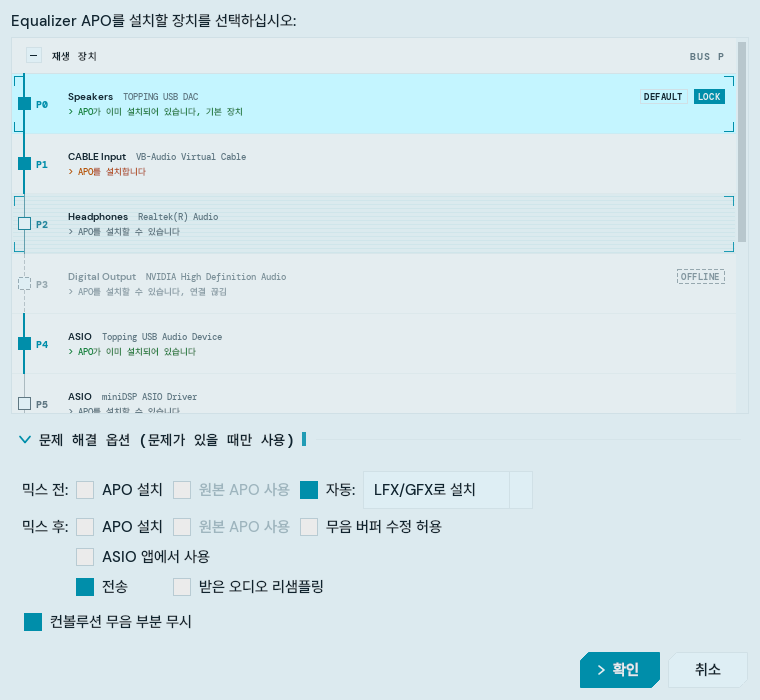 Equalizer APO를 설치할 장치를 선택하십시오:
재생 장치 BUS P
P0 Speakers TOPPING USB DAC DEFAULT LOCK
> APO가 이미 설치되어 있습니다, 기본 장치
P1 CABLE Input VB-Audio Virtual Cable
> APO를 설치합니다
P2 Headphones Realtek(R) Audio
> APO를 설치할 수 있습니다
P3 Digital Output NVIDIA High Definition Audio OFFLINE
> APO를 설치할 수 있습니다, 연결 끊김
P4 ASIO Topping USB Audio Device
> APO가 이미 설치되어 있습니다
P5 ASIO miniDSP ASIO Driver
> APO를 설치할 수 있습니다
문제 해결 옵션 (문제가 있을 때만 사용)
믹스 전: APO 설치 원본 APO 사용 자동: LFX/GFX로 설치
믹스 후: APO 설치 원본 APO 사용 무음 버퍼 수정 허용
ASIO 앱에서 사용
전송 받은 오디오 리샘플링
컨볼루션 무음 부분 무시
> 확인 취소